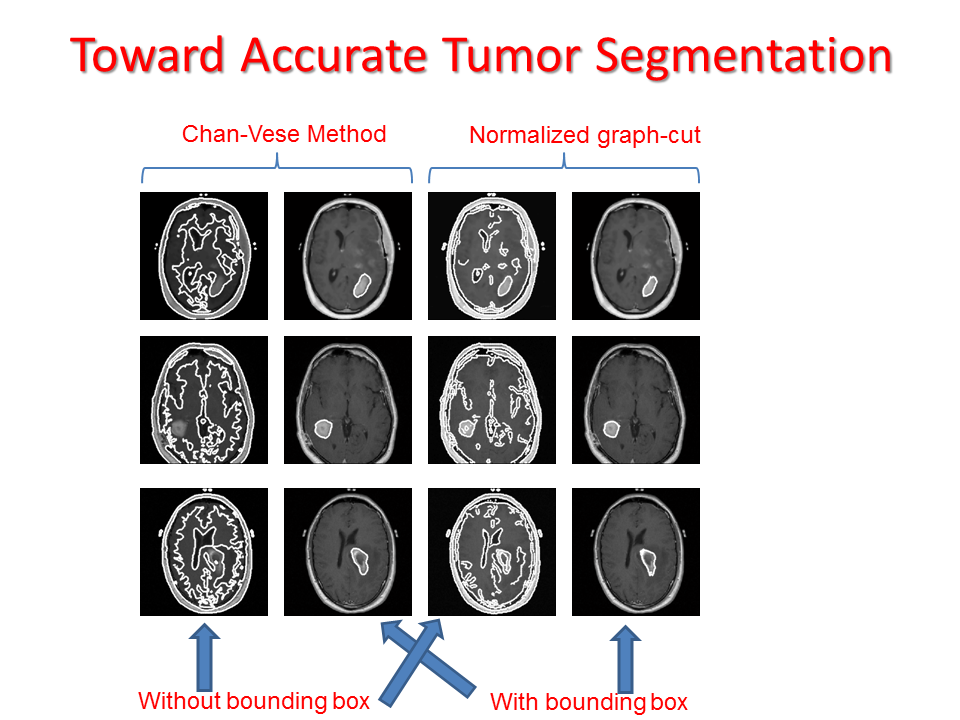 Toward Accurate Tumor Segmentation
Chan-Vese Method
Normalized graph-cut
Without bounding box
With bounding box